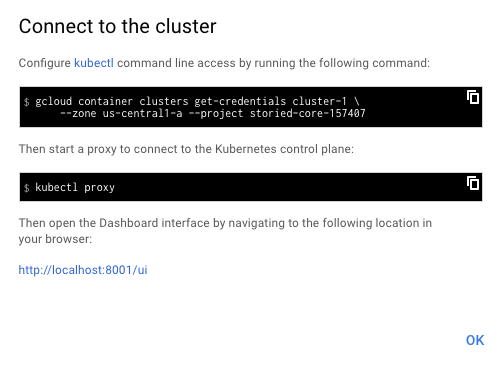 Connect to the cluster
Configure kubectl command line access by running the following command:
$ gcloud container clusters get-credentials cluster-1 \
--zone us-central1-a --project storied-core-157407
Then start a proxy to connect to the Kubernetes control plane:
$ kubectl proxy
Then open the Dashboard interface by navigating to the following location in
your browser:
http://localhost:8001/ui
OK